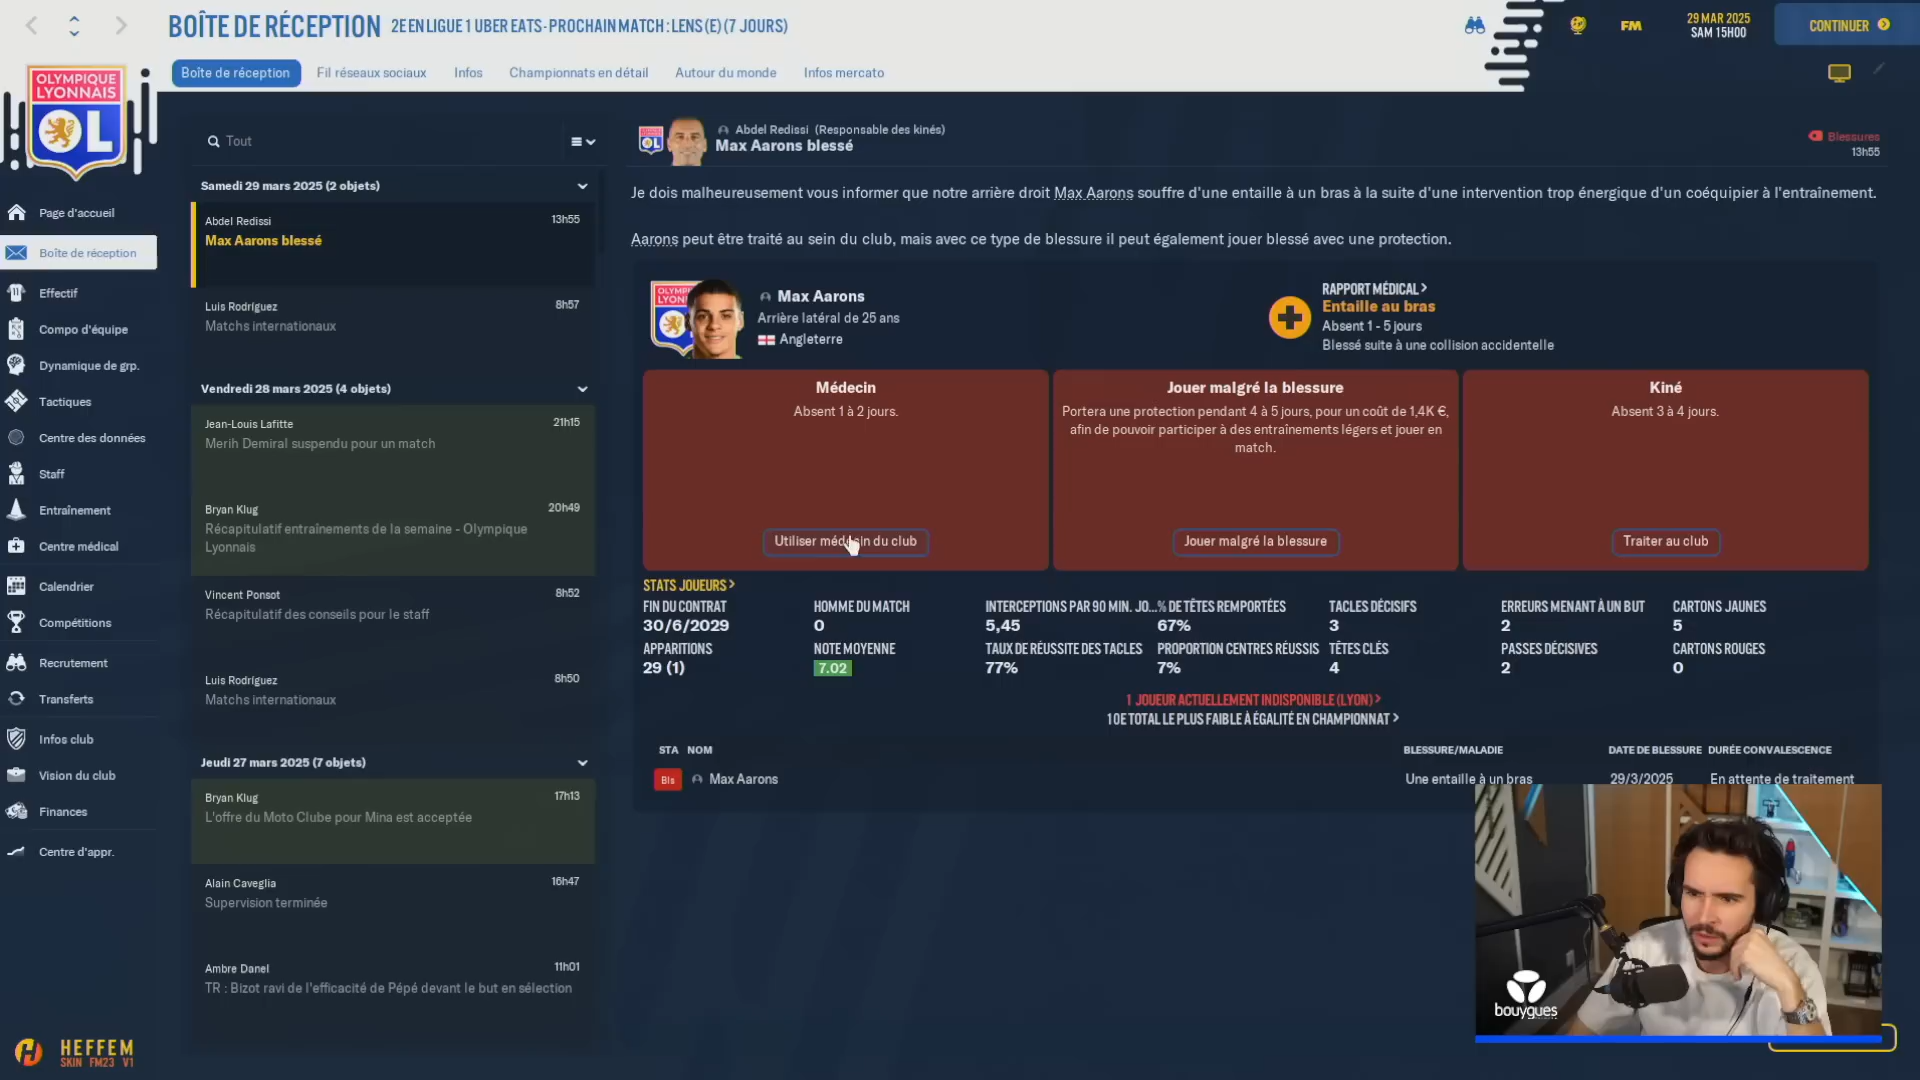 BOÎTE DE RÉCEPTION
2E EN LIGUE 1 UBER EATS - PROCHAIN MATCH : LENS (E) (7 JOURS)
FM
29 MAR 2025
SAM 15H00
CONTINUER
Boîte de réception
Fil réseaux sociaux
Infos
Championnats en détail
Autour du monde
Infos mercato
OLYMPIQUE
LYONNAIS
OL
Page d'accueil
Boîte de réception
Effectif
Compo d'équipe
Dynamique de grp.
Tactiques
Centre des données
Staff
Entraînement
Centre médical
Calendrier
Compétitions
Recrutement
Transferts
Infos club
Vision du club
Finances
Centre d'appr.
HEFFEM
SKIN FM23 V1
Tout
Samedi 29 mars 2025 (2 objets)
Abdel Redissi 13h55
Max Aarons blessé
Luis Rodríguez 8h57
Matchs internationaux
Vendredi 28 mars 2025 (4 objets)
Jean-Louis Lafitte 21h15
Merih Demiral suspendu pour un match
Bryan Klug 20h49
Récapitulatif entraînements de la semaine - Olympique
Lyonnais
Vincent Ponsot 8h52
Récapitulatif des conseils pour le staff
Luis Rodríguez 8h50
Matchs internationaux
Jeudi 27 mars 2025 (7 objets)
Bryan Klug 17h13
L'offre du Moto Clube pour Mina est acceptée
Alain Caveglia 16h47
Supervision terminée
Ambre Danel 11h01
TR : Bizot ravi de l'efficacité de Pépé devant le but en sélection
Abdel Redissi (Responsable des kinés)
Max Aarons blessé
Blessures
13h55
Je dois malheureusement vous informer que notre arrière droit Max Aarons souffre d'une entaille à un bras à la suite d'une intervention trop énergique d'un coéquipier à l'entraînement.
Aarons peut être traité au sein du club, mais avec ce type de blessure il peut également jouer blessé avec une protection.
Max Aarons
Arrière latéral de 25 ans
Angleterre
RAPPORT MÉDICAL >
Entaille au bras
Absent 1 - 5 jours
Blessé suite à une collision accidentelle
Médecin
Absent 1 à 2 jours.
Utiliser médecin du club
Jouer malgré la blessure
Portera une protection pendant 4 à 5 jours, pour un coût de 1,4K €,
afin de pouvoir participer à des entraînements légers et jouer en
match.
Jouer malgré la blessure
Kiné
Absent 3 à 4 jours.
Traiter au club
STATS JOUEURS >
FIN DU CONTRAT HOMME DU MATCH INTERCEPTIONS PAR 90 MIN. JO... % DE TÊTES REMPORTÉES TACLES DÉCISIFS ERREURS MENANT À UN BUT CARTONS JAUNES
30/6/2029 0 5,45 67% 3 2 5
APPARITIONS NOTE MOYENNE TAUX DE RÉUSSITE DES TACLES PROPORTION CENTRES RÉUSSIS TÊTES CLÉS PASSES DÉCISIVES CARTONS ROUGES
29 (1) 7.02 77% 7% 4 2 0
1 JOUEUR ACTUELLEMENT INDISPONIBLE (LYON) >
10E TOTAL LE PLUS FAIBLE À ÉGALITÉ EN CHAMPIONNAT >
STA NOM BLESSURE/MALADIE DATE DE BLESSURE DURÉE CONVALESCENCE
Bls Max Aarons Une entaille à un bras 29/3/2025 En attente de traitement
bouygues